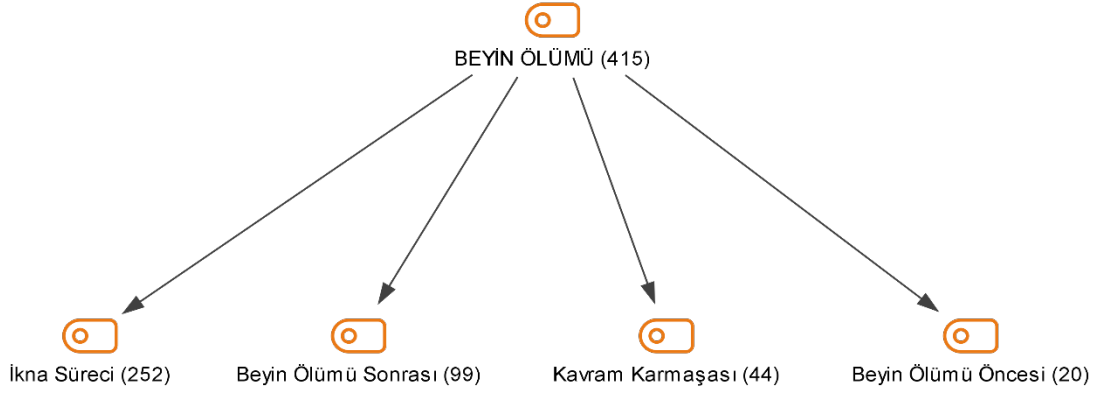 BEYİN ÖLÜMÜ (415)
İkna Süreci (252)
Beyin Ölümü Sonrası (99)
Kavram Karmaşası (44)
Beyin Ölümü Öncesi (20)